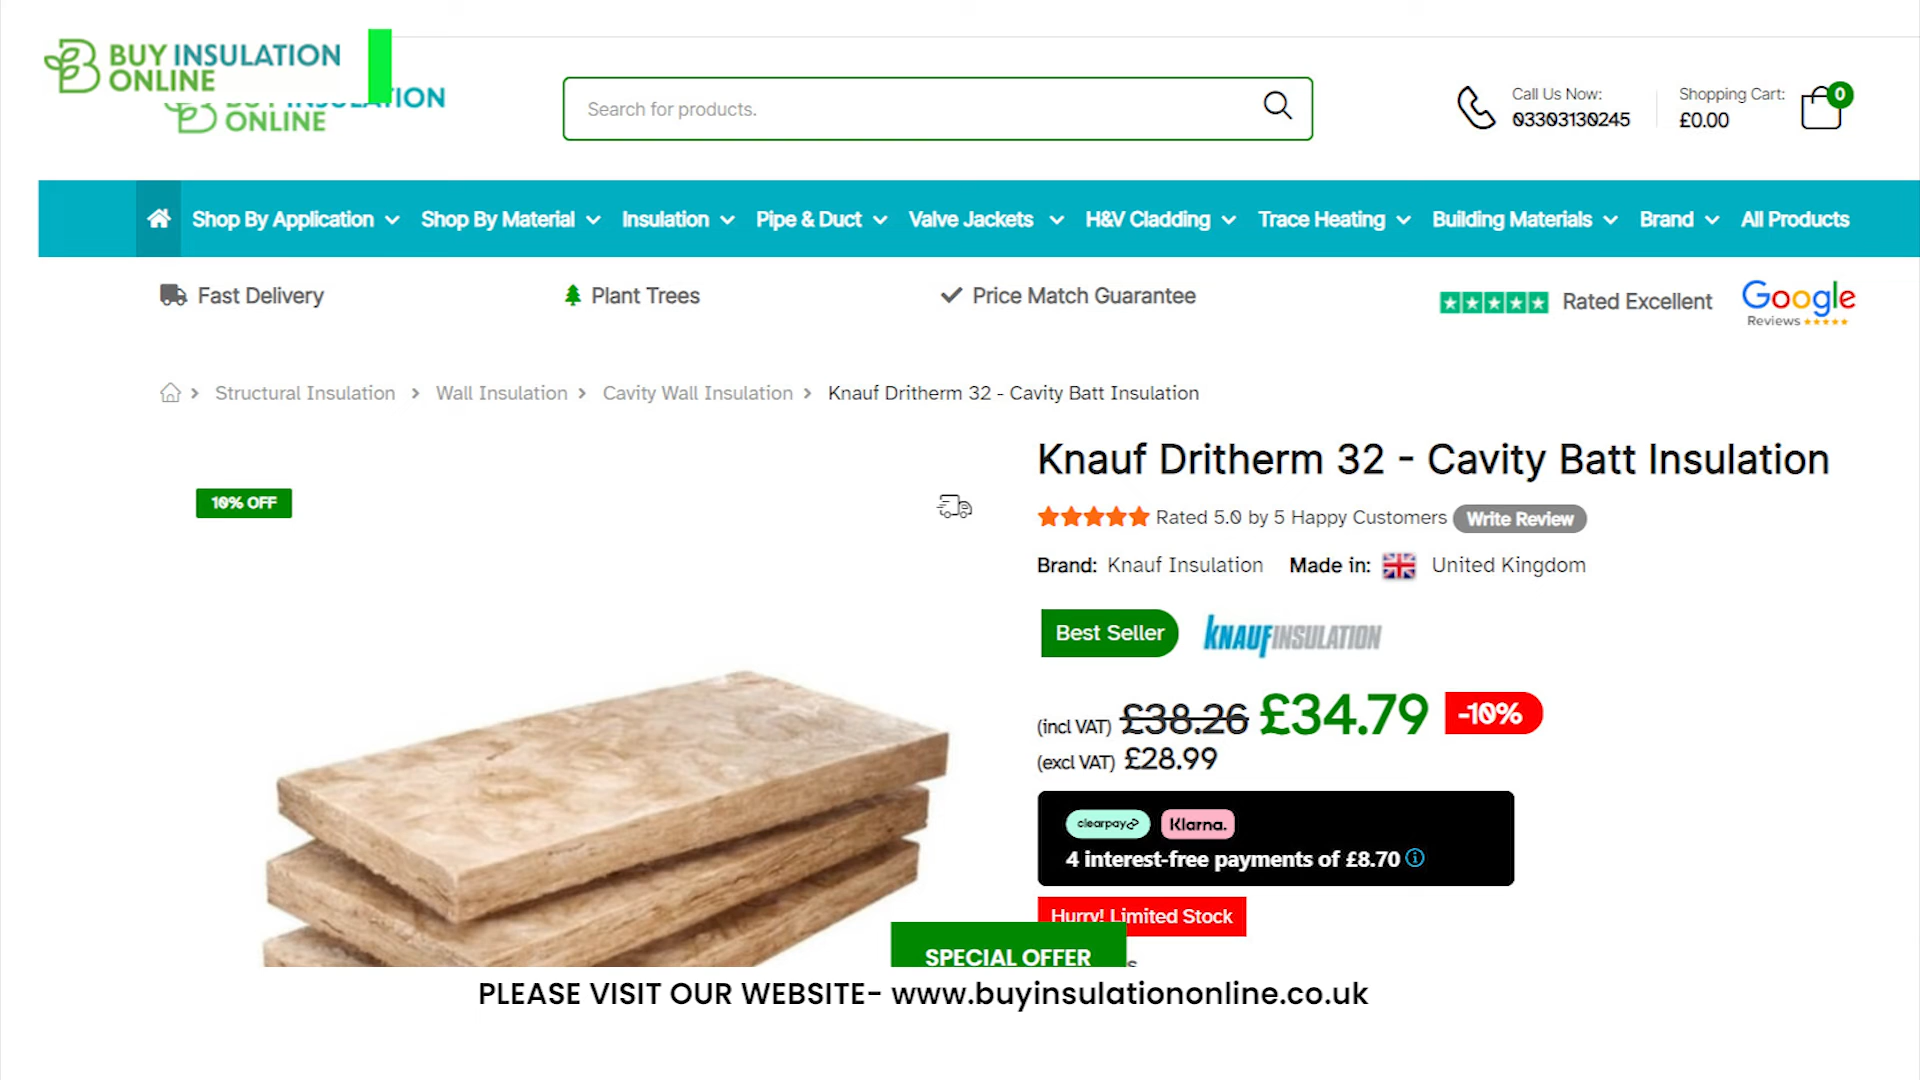 BUY INSULATION
ONLINE
BUY INSULATION
ONLINE
Search for products.
Call Us Now:
03303130245
Shopping Cart:
£0.00
0
Shop By Application
Shop By Material
Insulation
Pipe & Duct
Valve Jackets
H&V Cladding
Trace Heating
Building Materials
Brand
All Products
Fast Delivery
Plant Trees
Price Match Guarantee
Rated Excellent
Google
Reviews
Structural Insulation
Wall Insulation
Cavity Wall Insulation
Knauf Dritherm 32 - Cavity Batt Insulation
10% OFF
Knauf Dritherm 32 - Cavity Batt Insulation
Rated 5.0 by 5 Happy Customers
Write Review
Brand: Knauf Insulation
Made in: United Kingdom
Best Seller
KNAUFINSULATION
(incl VAT) £38.26 £34.79 -10%
(excl VAT) £28.99
clearpay
Klarna.
4 interest-free payments of £8.70
Hurry! Limited Stock
SPECIAL OFFER
PLEASE VISIT OUR WEBSITE- www.buyinsulationonline.co.uk